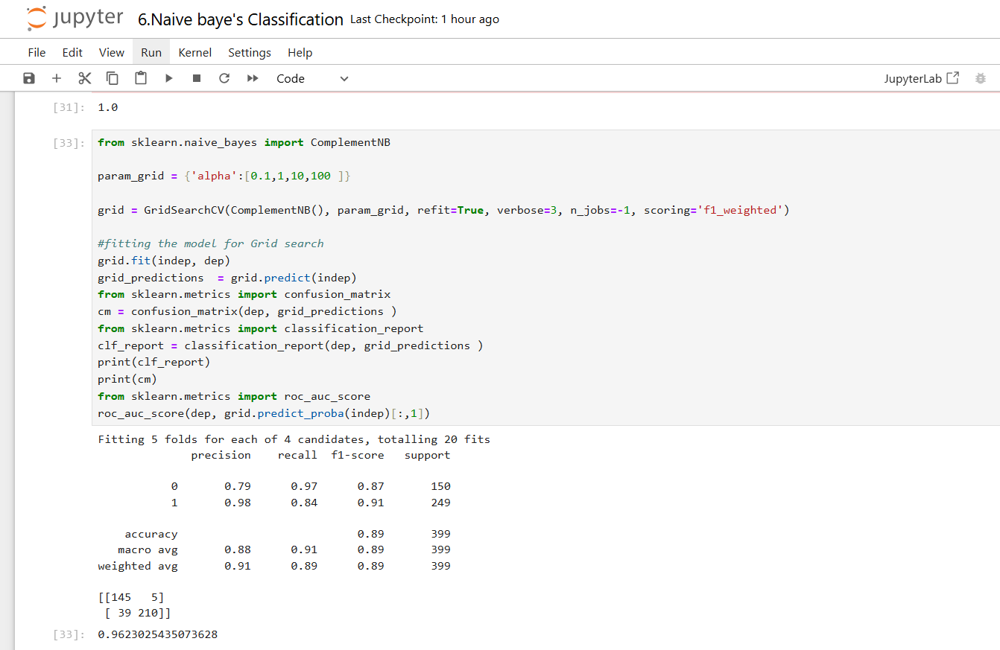 jupyter 6.Naive baye's Classification Last Checkpoint: 1 hour ago
File Edit View Run Kernel Settings Help
Code JupyterLab
[31]: 1.0
[33]: from sklearn.naive_bayes import ComplementNB
param_grid = {'alpha':[0.1,1,10,100 ]}
grid = GridSearchCV(ComplementNB(), param_grid, refit=True, verbose=3, n_jobs=-1, scoring='f1_weighted')
#fitting the model for Grid search
grid.fit(indep, dep)
grid_predictions  = grid.predict(indep)
from sklearn.metrics import confusion_matrix
cm = confusion_matrix(dep, grid_predictions )
from sklearn.metrics import classification_report
clf_report = classification_report(dep, grid_predictions )
print(clf_report)
print(cm)
from sklearn.metrics import roc_auc_score
roc_auc_score(dep, grid.predict_proba(indep)[:,1])
Fitting 5 folds for each of 4 candidates, totalling 20 fits
precision recall f1-score support
0 0.79 0.97 0.87 150
1 0.98 0.84 0.91 249
accuracy 0.89 399
macro avg 0.88 0.91 0.89 399
weighted avg 0.91 0.89 0.89 399
[[145   5]
[ 39 210]]
[33]: 0.9623025435073628